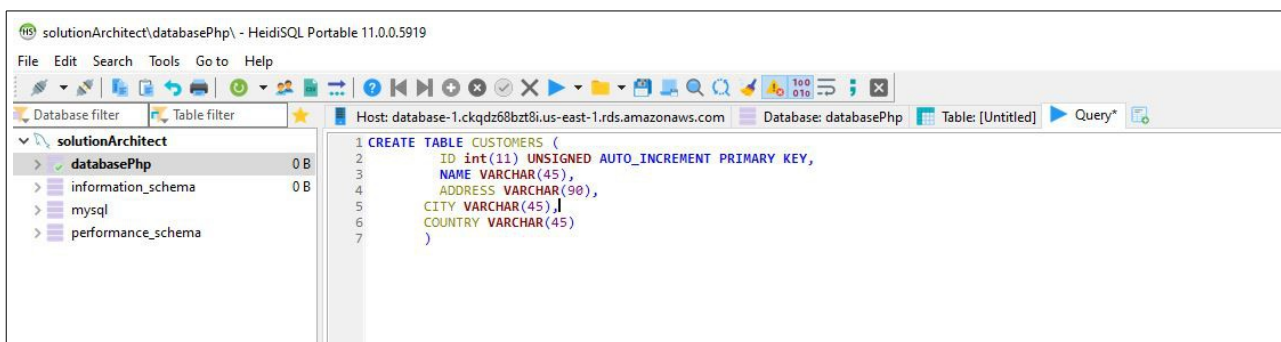 solutionArchitect\databasePhp\ - HeidiSQL Portable 11.0.0.5919
File Edit Search Tools Go to Help
Database filter Table filter
Host: database-1.ckqdz68bzt8i.us-east-1.rds.amazonaws.com Database: databasePhp Table: [Untitled] Query*
solutionArchitect
databasePhp 0 B
information_schema 0 B
mysql
performance_schema
1 CREATE TABLE CUSTOMERS (
2 ID int(11) UNSIGNED AUTO_INCREMENT PRIMARY KEY,
3 NAME VARCHAR(45),
4 ADDRESS VARCHAR(90),
5 CITY VARCHAR(45),
6 COUNTRY VARCHAR(45)
7 )